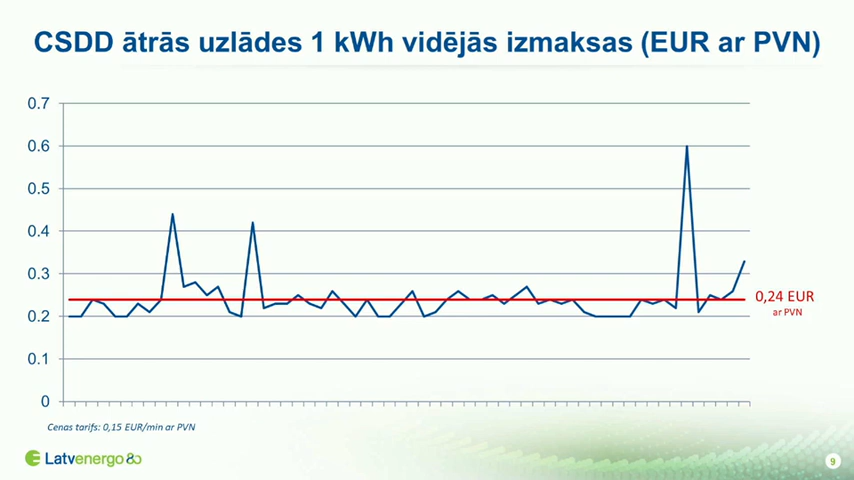 CSDD ātrās uzlādes 1 kWh vidējās izmaksas (EUR ar PVN)
0.7
0.6
0.5
0.4
0.3
0.2
0.1
0
0,24 EUR
ar PVN
Cenas tarifs: 0,15 EUR/min ar PVN
Latvenergo 80
9